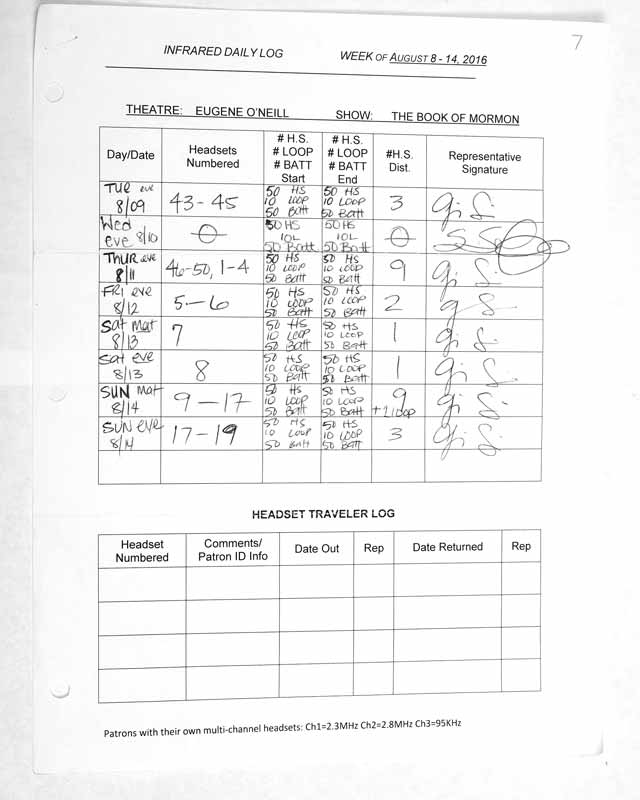 7
INFRARED DAILY LOG WEEK OF AUGUST 8 - 14, 2016
THEATRE: EUGENE O'NEILL SHOW: THE BOOK OF MORMON
Day/Date
Headsets
Numbered
# H.S.
# LOOP
# BATT
Start
# H.S.
# LOOP
# BATT
End
#H.S.
Dist.
Representative
Signature
TUE eve
8/09
43-45
50 HS
10 LOOP
50 Batt
50 HS
10 LOOP
50 Batt
3
Wed
eve 8/10
0
50 HS
10L
50 Batt
50 HS
10L
50 Batt
0
THUR eve
8/11
46-50, 1-4
50 HS
10 LOOP
50 BATT
50 HS
10 LOOP
50 BATT
9
FRI eve
8/12
5-6
50 HS
10 LOOP
50 BATT
50 HS
10 LOOP
50 BATT
2
Sat mat
8/13
7
50 HS
10 LOOP
50 BATT
50 HS
10 LOOP
50 BATT
1
Sat eve
8/13
8
50 HS
10 LOOP
50 BATT
50 HS
10 LOOP
50 BATT
1
SUN mat
8/14
9-17
50 HS
10 LOOP
50 BATT
50 HS
10 LOOP
50 BATT
9
+1 loop
SUN eve
8/14
17-19
50 HS
10 LOOP
50 Batt
50 HS
10 LOOP
50 BATT
3
HEADSET TRAVELER LOG
Headset
Numbered
Comments/
Patron ID Info
Date Out
Rep
Date Returned
Rep
Patrons with their own multi-channel headsets: Ch1=2.3MHz Ch2=2.8MHz Ch3=95KHz